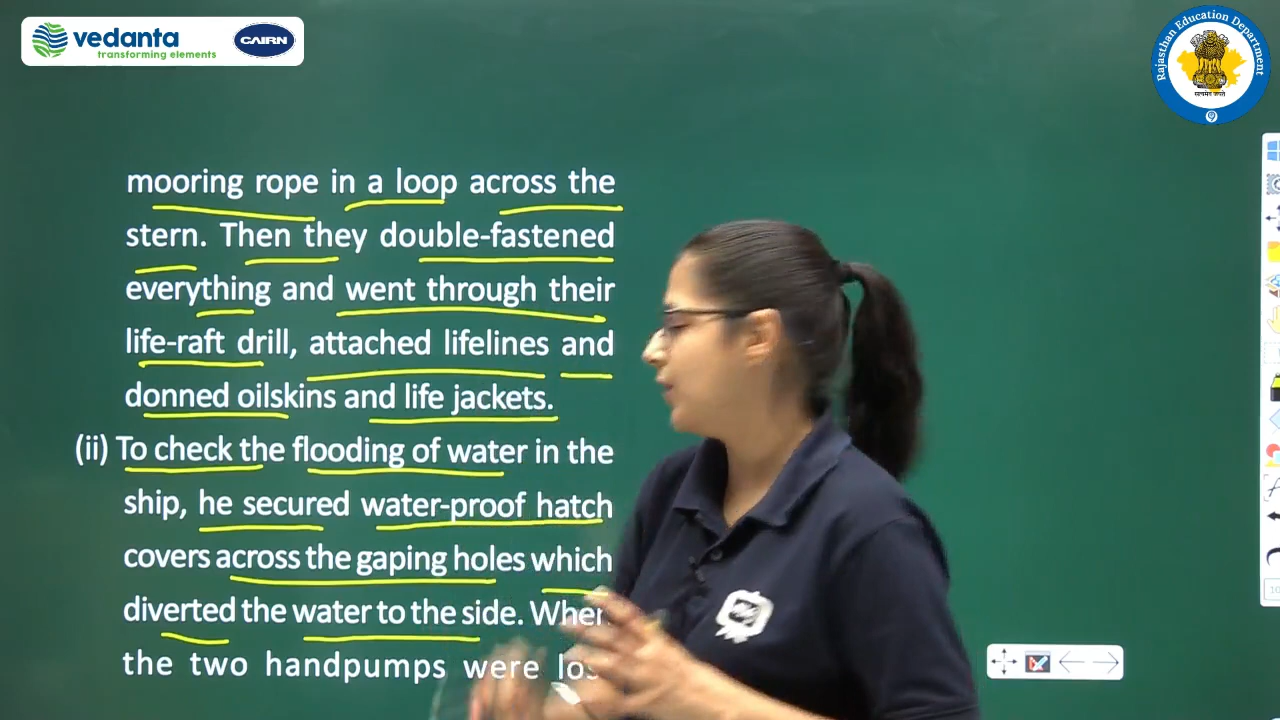 vedanta
transforming elements
CAIRN
Rajasthan Education Department
सत्यमेव जयते
mooring rope in a loop across the
stern. Then they double-fastened
everything and went through their
life-raft drill, attached lifelines and
donned oilskins and life jackets.
(ii) To check the flooding of water in the
ship, he secured water-proof hatch
covers across the gaping holes which
diverted the water to the side. When
the two handpumps were